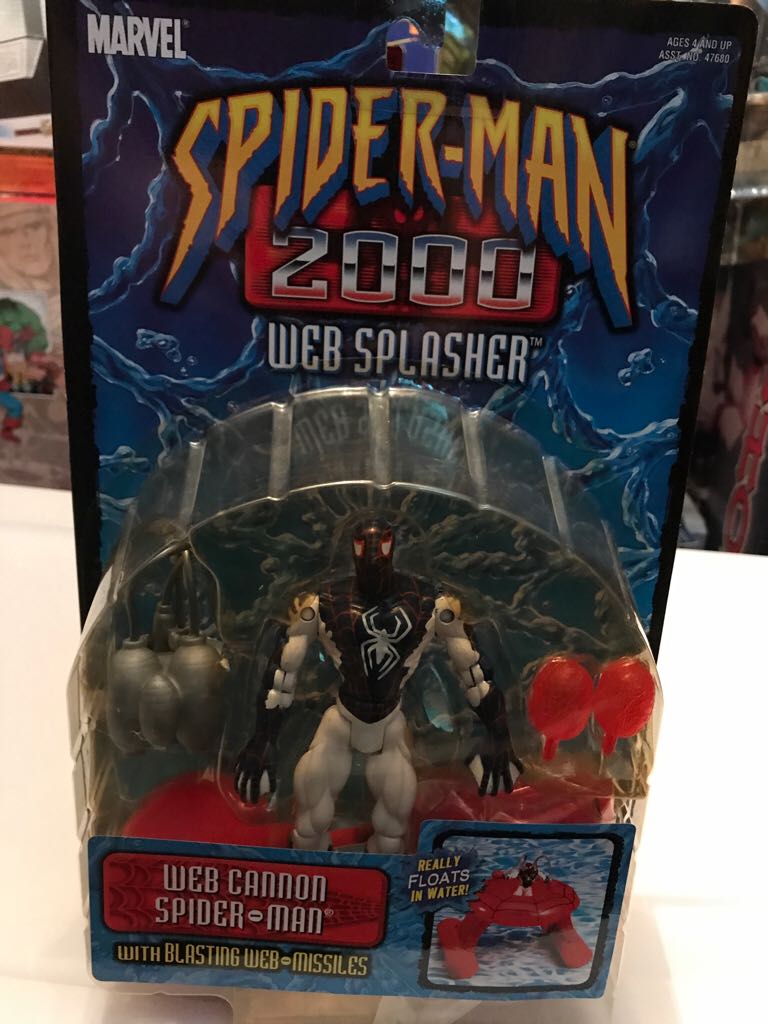 MARVEL®
AGES 4 AND UP
ASST. NO. 47680
SPIDER-MAN®
2000
WEB SPLASHER™
WEB CANNON
SPIDER-MAN®
WITH BLASTING WEB-MISSILES
REALLY
FLOATS
IN WATER!